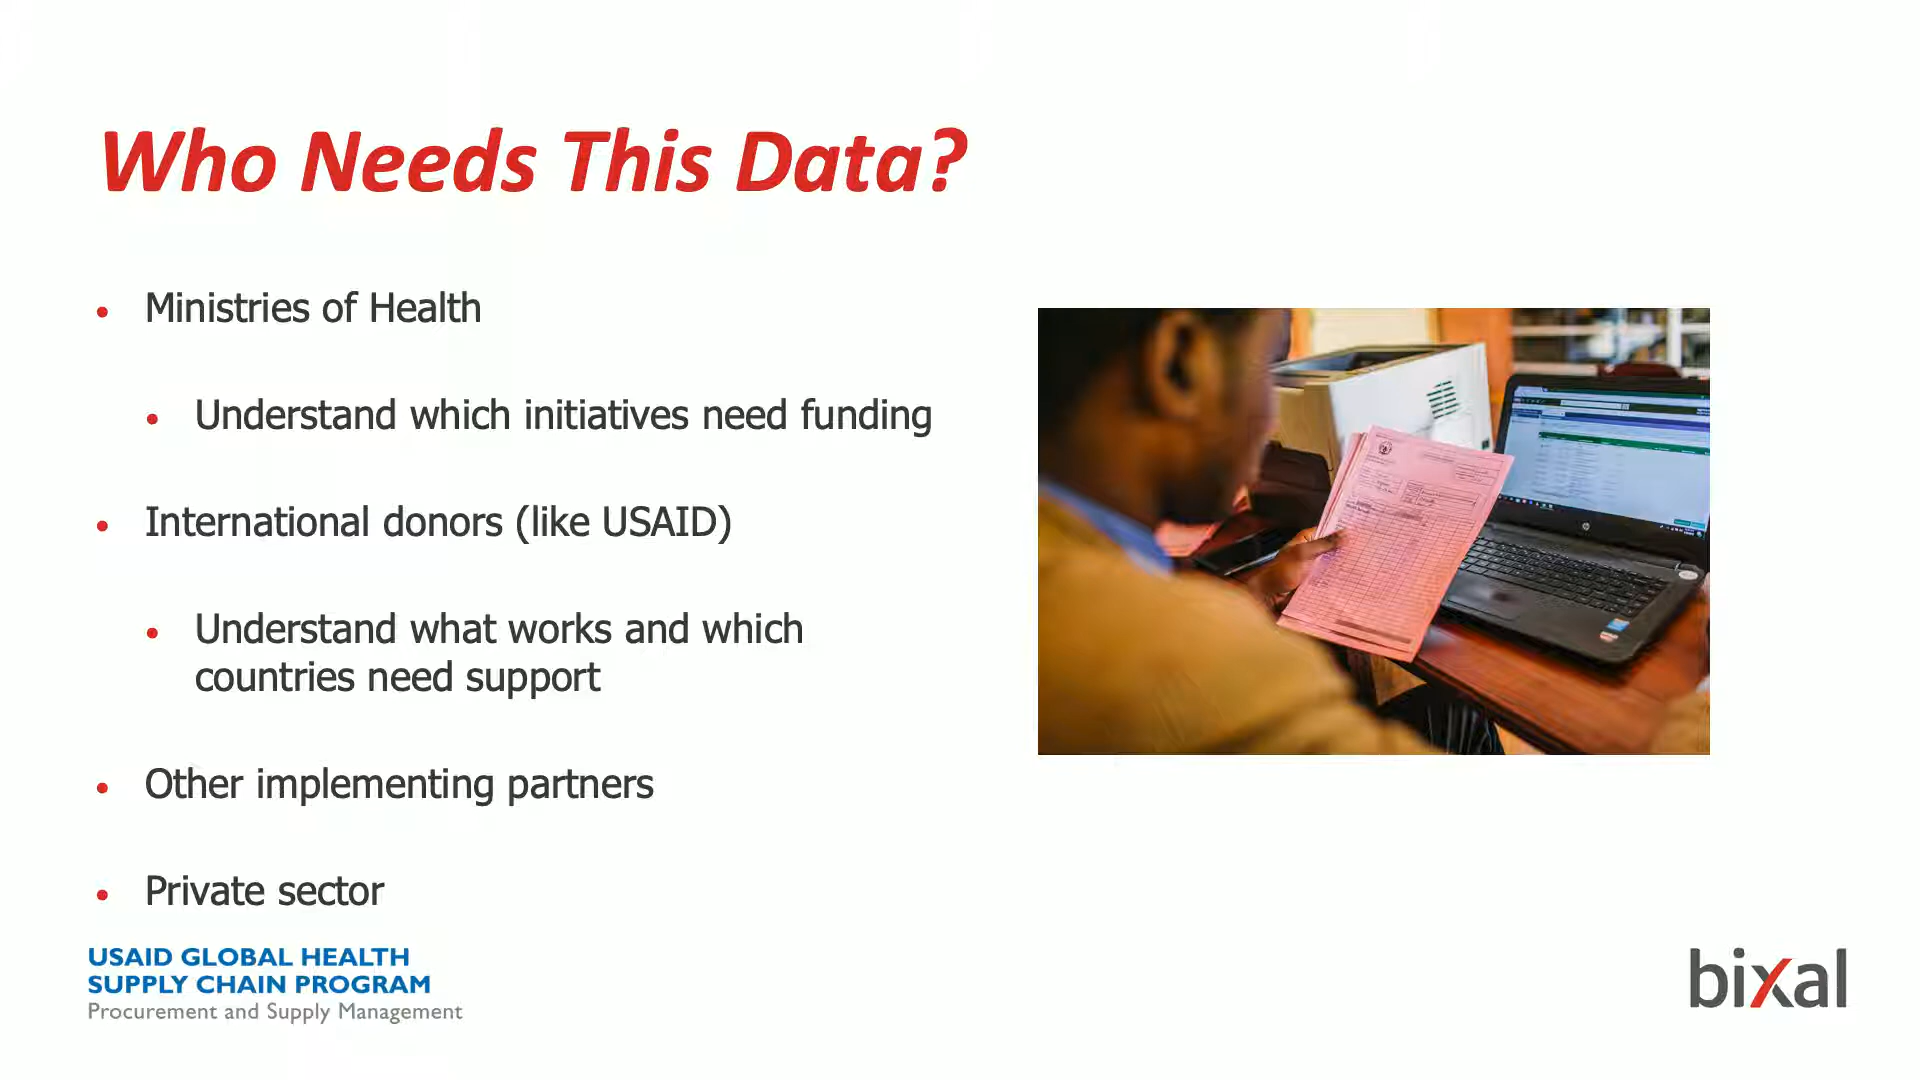 Who Needs This Data?
• Ministries of Health
• Understand which initiatives need funding
• International donors (like USAID)
• Understand what works and which
countries need support
• Other implementing partners
• Private sector
USAID GLOBAL HEALTH
SUPPLY CHAIN PROGRAM
Procurement and Supply Management
bixal